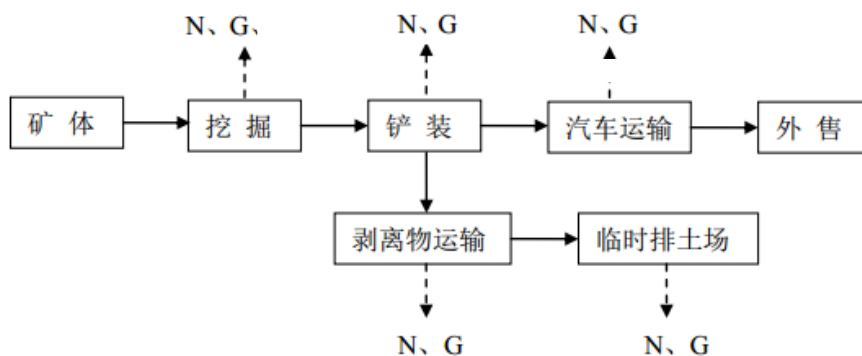 N、G、 N、G N、G
矿 体 挖 掘 铲 装 汽车运输 外 售
剥离物运输 临时排土场
N、G N、G